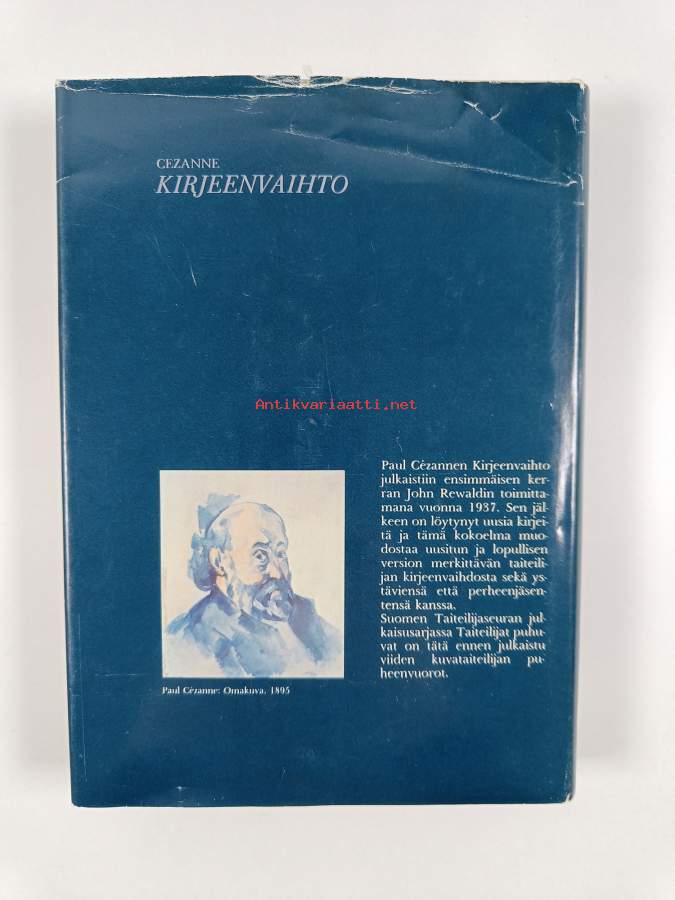 CEZANNE
KIRJEENVAIHTO
Antikvariaatti.net
Paul Cézannen Kirjeenvaihto
julkaistiin ensimmäisen ker-
ran John Rewaldin toimitta-
mana vuonna 1937. Sen jäl-
keen on löytynyt uusia kirjei-
tä ja tämä kokoelma muo-
dostaa uusitun ja lopullisen
version merkittävän taiteili-
jan kirjeenvaihdosta sekä ys-
täviensä että perheenjäsen-
tensä kanssa.
Suomen Taiteilijaseuran jul-
kaisusarjassa Taiteilijat puhu-
vat on tätä ennen julkaistu
viiden kuvataiteilijan pu-
heenvuorot.
Paul Cézanne: Omakuva, 1895